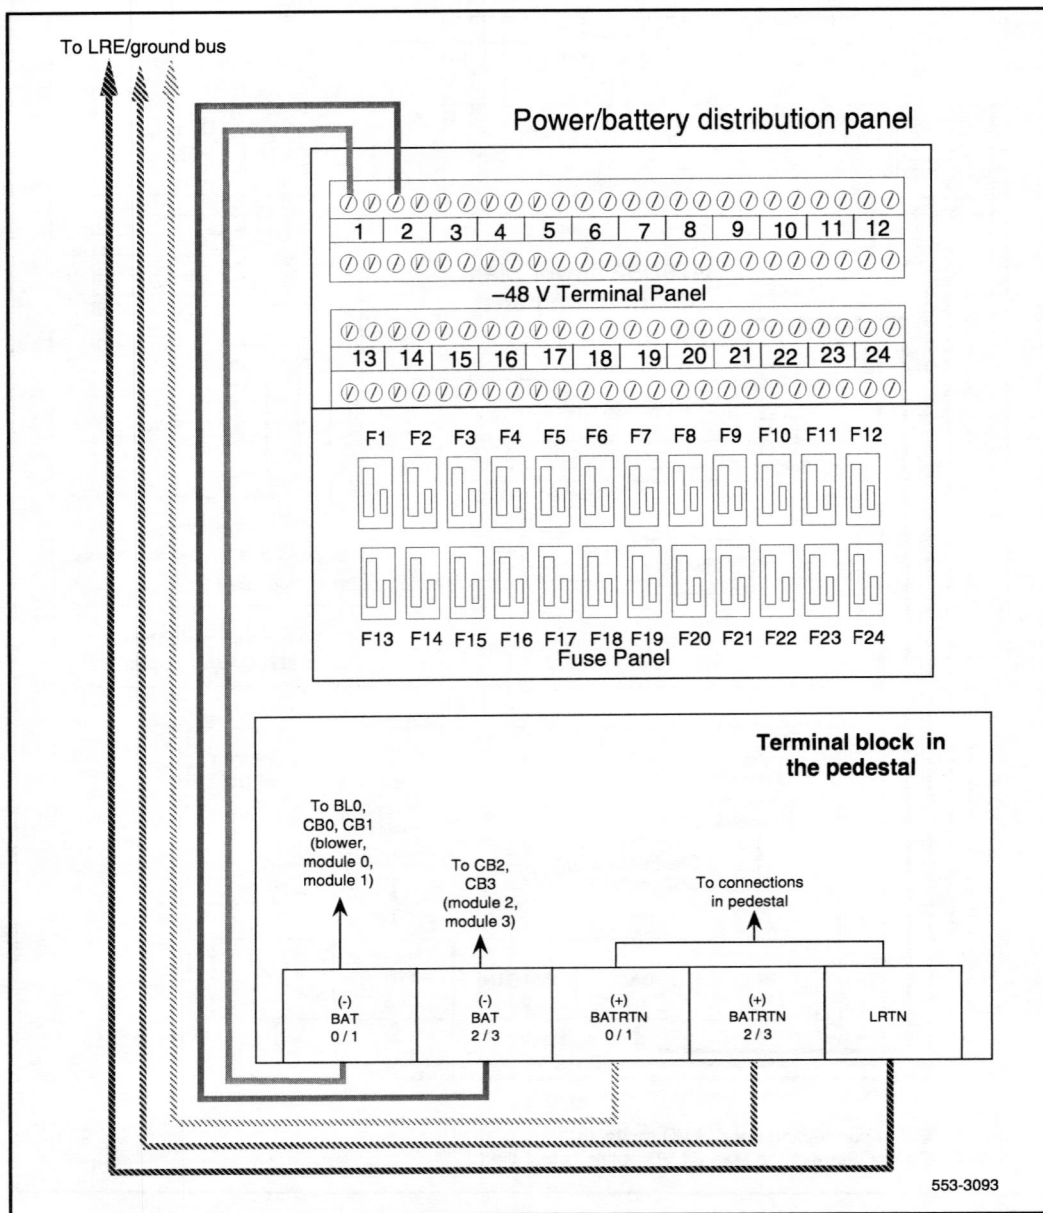 To LRE/ground bus
Power/battery distribution panel
1 2 3 4 5 6 7 8 9 10 11 12
–48 V Terminal Panel
13 14 15 16 17 18 19 20 21 22 23 24
F1 F2 F3 F4 F5 F6 F7 F8 F9 F10 F11 F12
F13 F14 F15 F16 F17 F18 F19 F20 F21 F22 F23 F24
Fuse Panel
Terminal block in
the pedestal
To BL0,
CB0, CB1
(blower,
module 0,
module 1)
To CB2,
CB3
(module 2,
module 3)
To connections
in pedestal
(-)
BAT
0 / 1
(-)
BAT
2 / 3
(+)
BATRTN
0 / 1
(+)
BATRTN
2 / 3
LRTN
553-3093